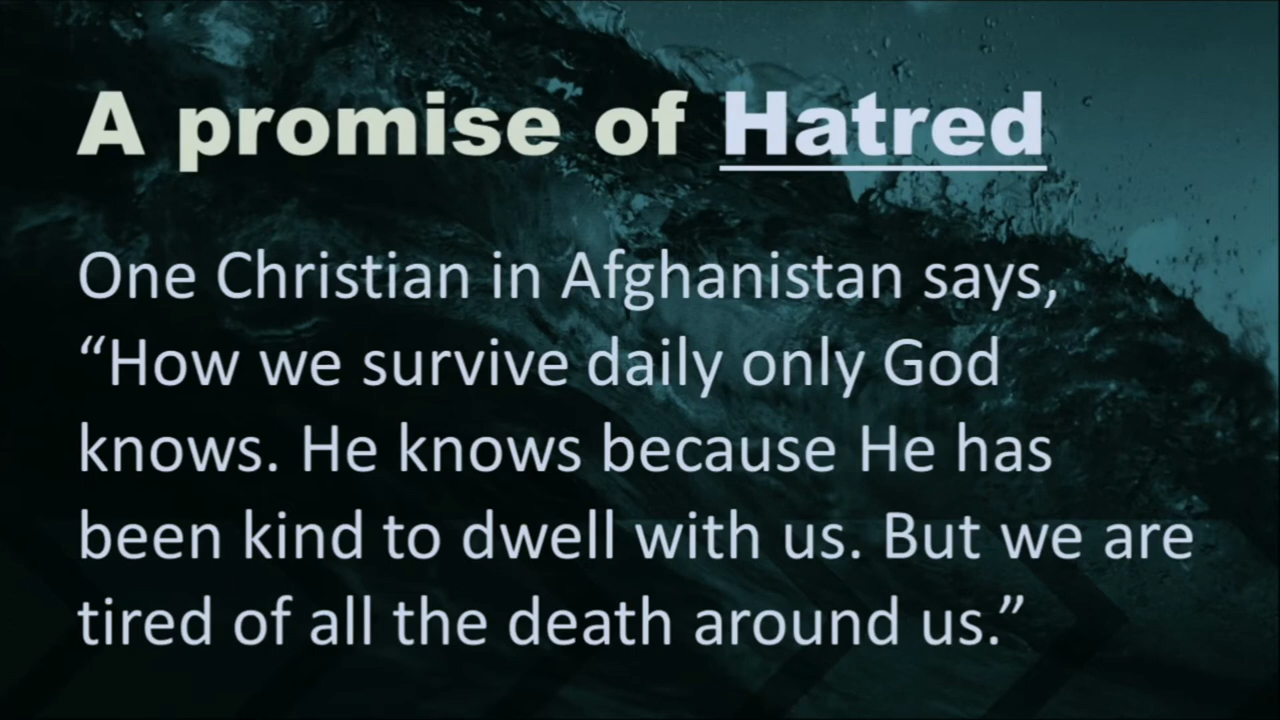 A promise of Hatred
One Christian in Afghanistan says,
“How we survive daily only God
knows. He knows because He has
been kind to dwell with us. But we are
tired of all the death around us.”